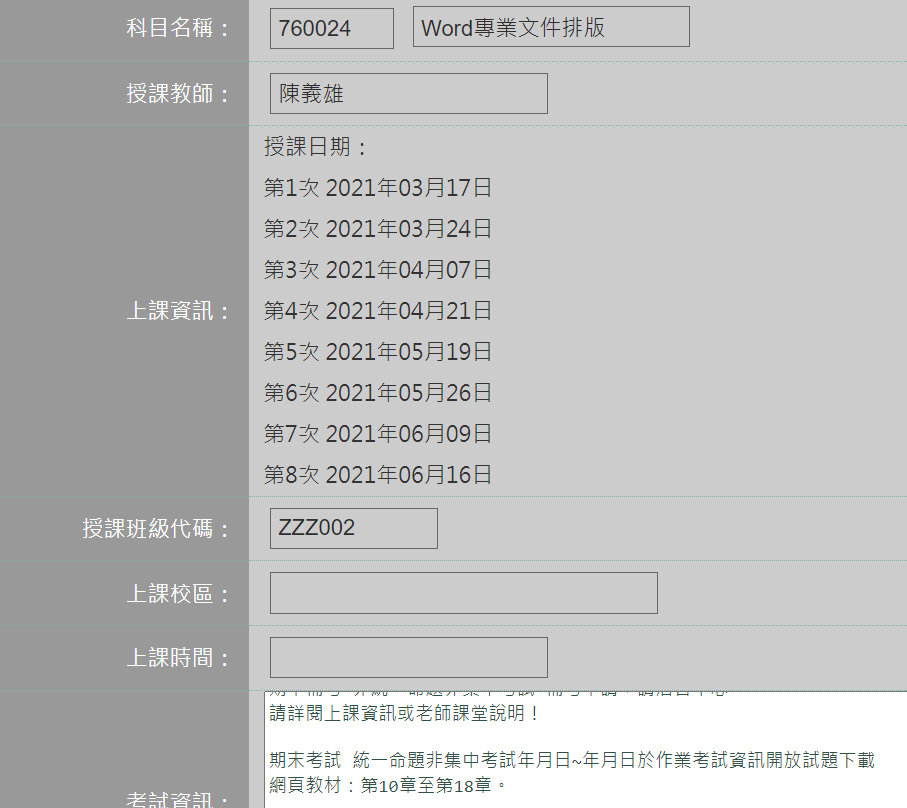 科目名稱： 760024 Word專業文件排版
授課教師： 陳義雄
授課日期：
第1次 2021年03月17日
第2次 2021年03月24日
第3次 2021年04月07日
上課資訊： 第4次 2021年04月21日
第5次 2021年05月19日
第6次 2021年05月26日
第7次 2021年06月09日
第8次 2021年06月16日
授課班級代碼： ZZZ002
上課校區：
上課時間：
請詳閱上課資訊或老師課堂說明！
期末考試 統一命題非集中考試年月日~年月日於作業考試資訊開放試題下載
網頁教材：第10章至第18章。
考試資訊：